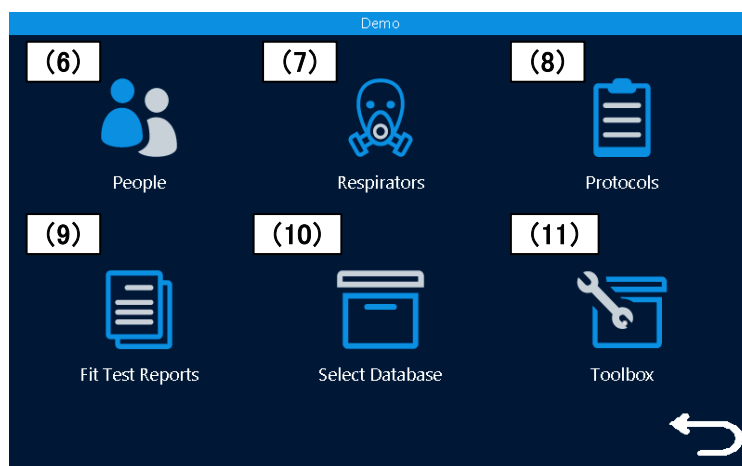 Demo
(6) (7) (8)
People Respirators Protocols
(9) (10) (11)
Fit Test Reports Select Database Toolbox